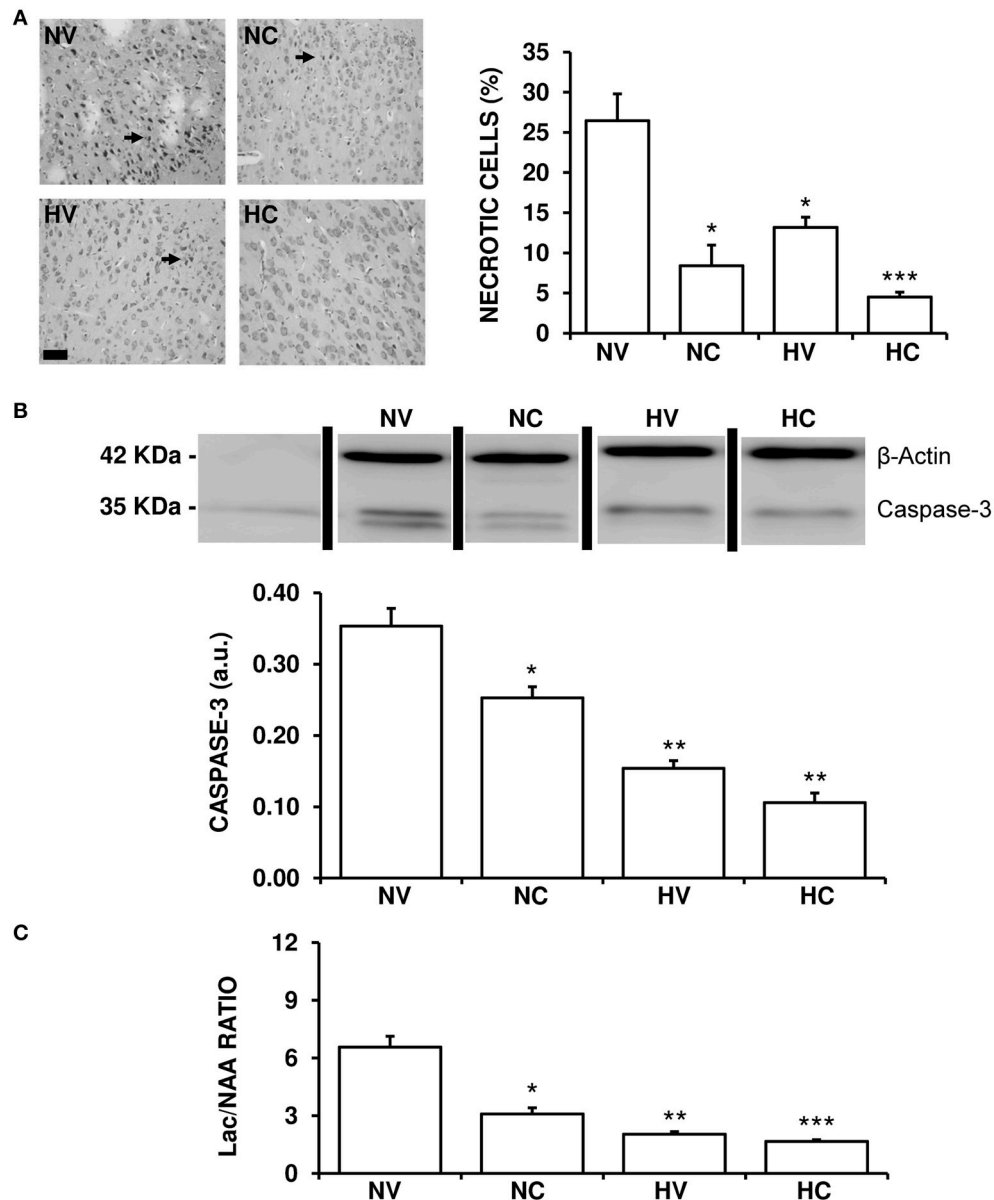 A
NV
NC
HV
HC
NECROTIC CELLS (%)
35
30
25
20
15
10
5
0
*
*
***
NV NC HV HC
B
NV NC HV HC
42 KDa -
β-Actin
35 KDa -
Caspase-3
CASPASE-3 (a.u.)
0.40
0.30
0.20
0.10
0.00
*
**
**
NV NC HV HC
C
Lac/NAA RATIO
12
9
6
3
0
*
**
***
NV NC HV HC